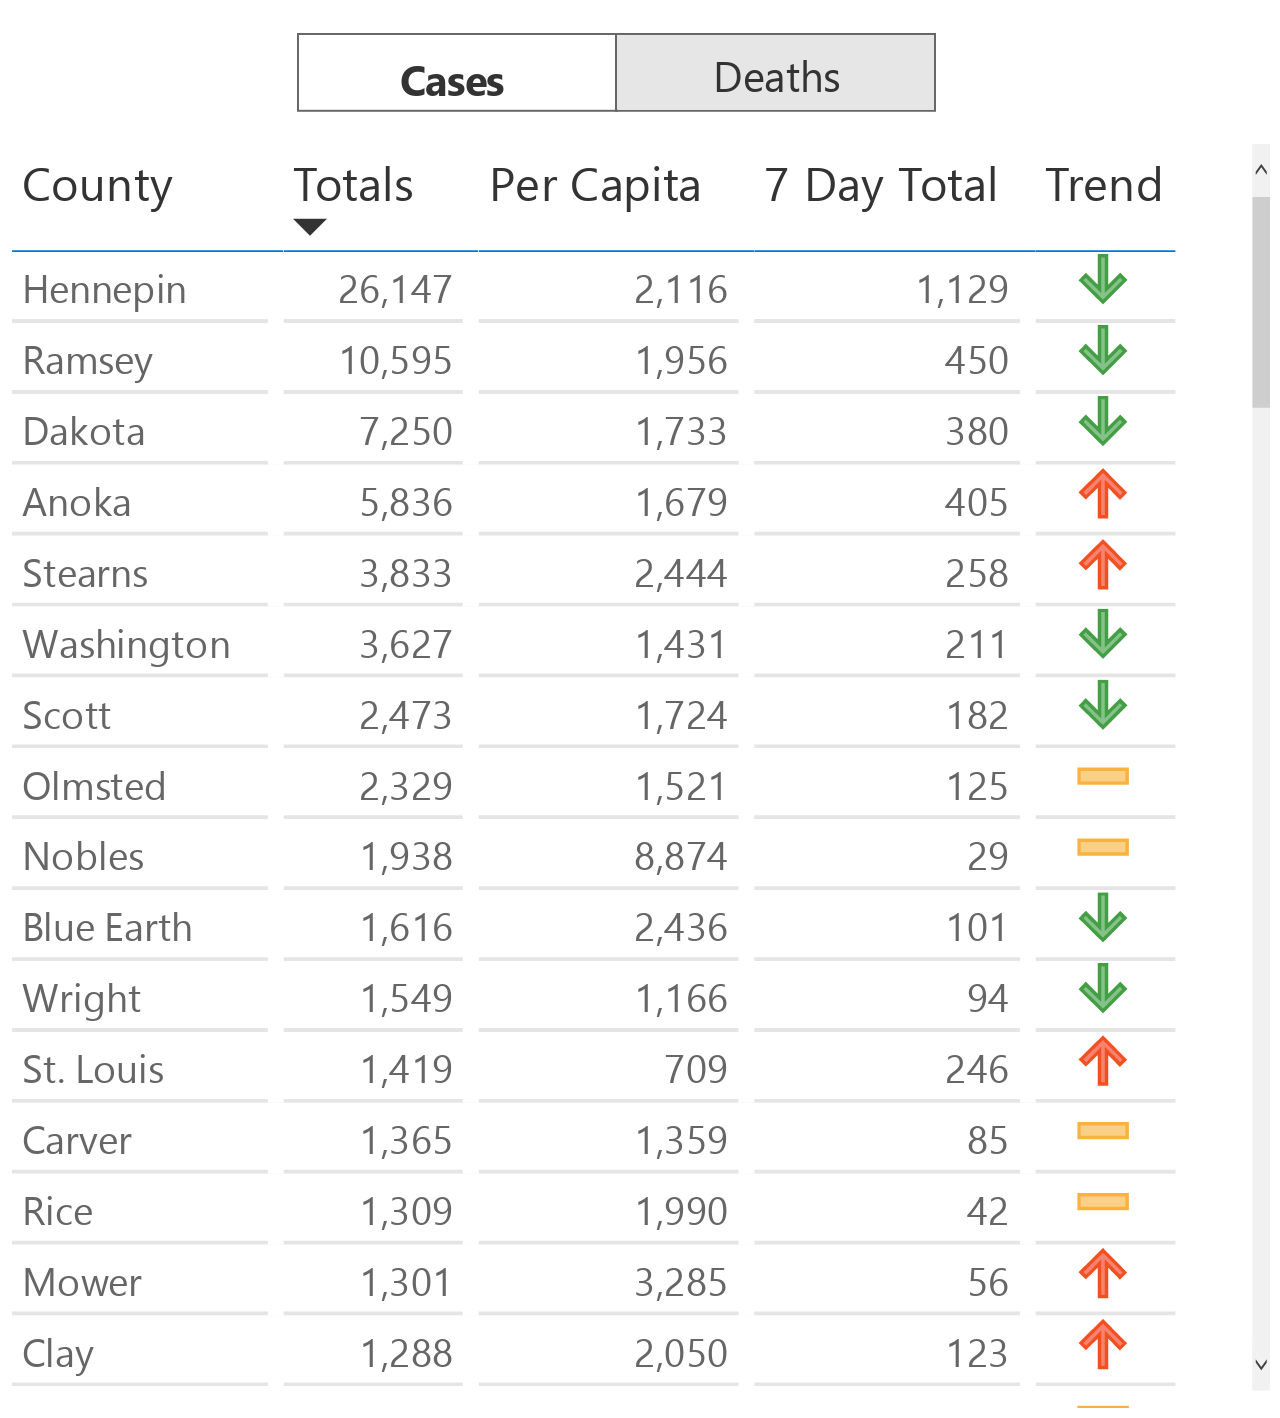 Cases Deaths
County Totals Per Capita 7 Day Total Trend
Hennepin 26,147 2,116 1,129
Ramsey 10,595 1,956 450
Dakota 7,250 1,733 380
Anoka 5,836 1,679 405
Stearns 3,833 2,444 258
Washington 3,627 1,431 211
Scott 2,473 1,724 182
Olmsted 2,329 1,521 125
Nobles 1,938 8,874 29
Blue Earth 1,616 2,436 101
Wright 1,549 1,166 94
St. Louis 1,419 709 246
Carver 1,365 1,359 85
Rice 1,309 1,990 42
Mower 1,301 3,285 56
Clay 1,288 2,050 123